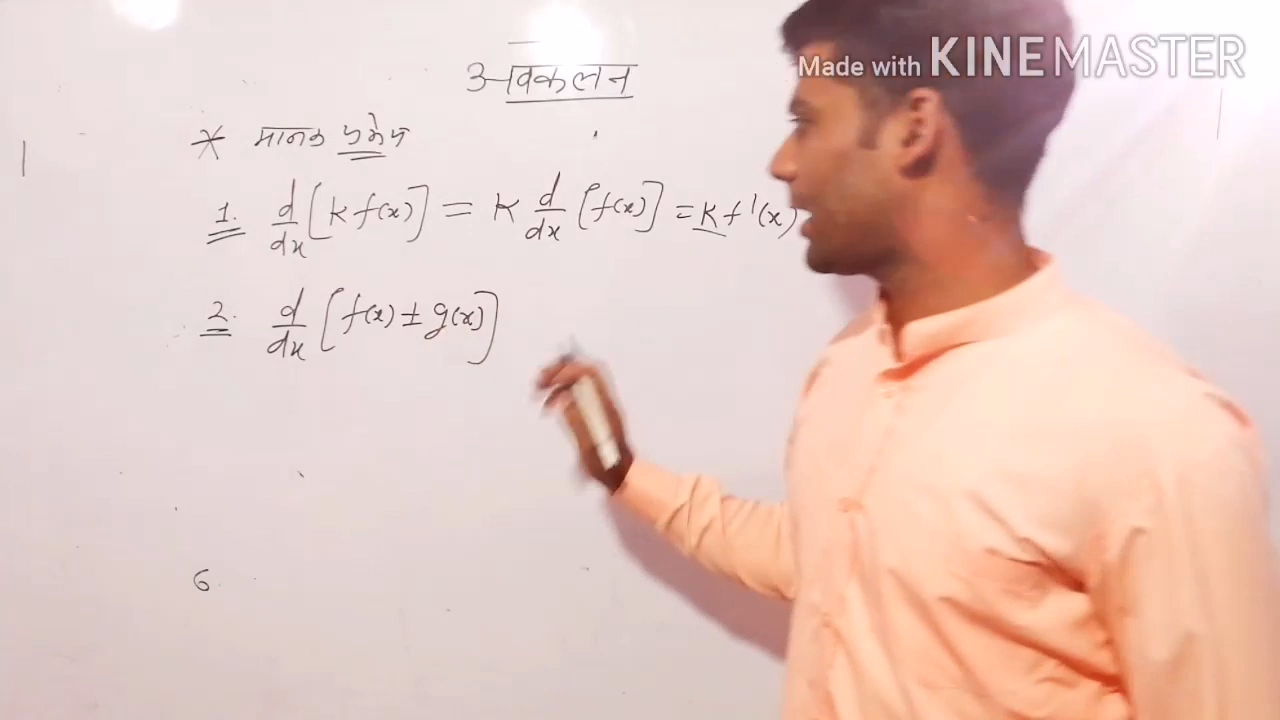 Made with KINEMASTER
अवकलन
* मानक प्रमेय
1. d/dx [k f(x)] = k d/dx [f(x)] = k f'(x)
2. d/dx [f(x) ± g(x)]
6